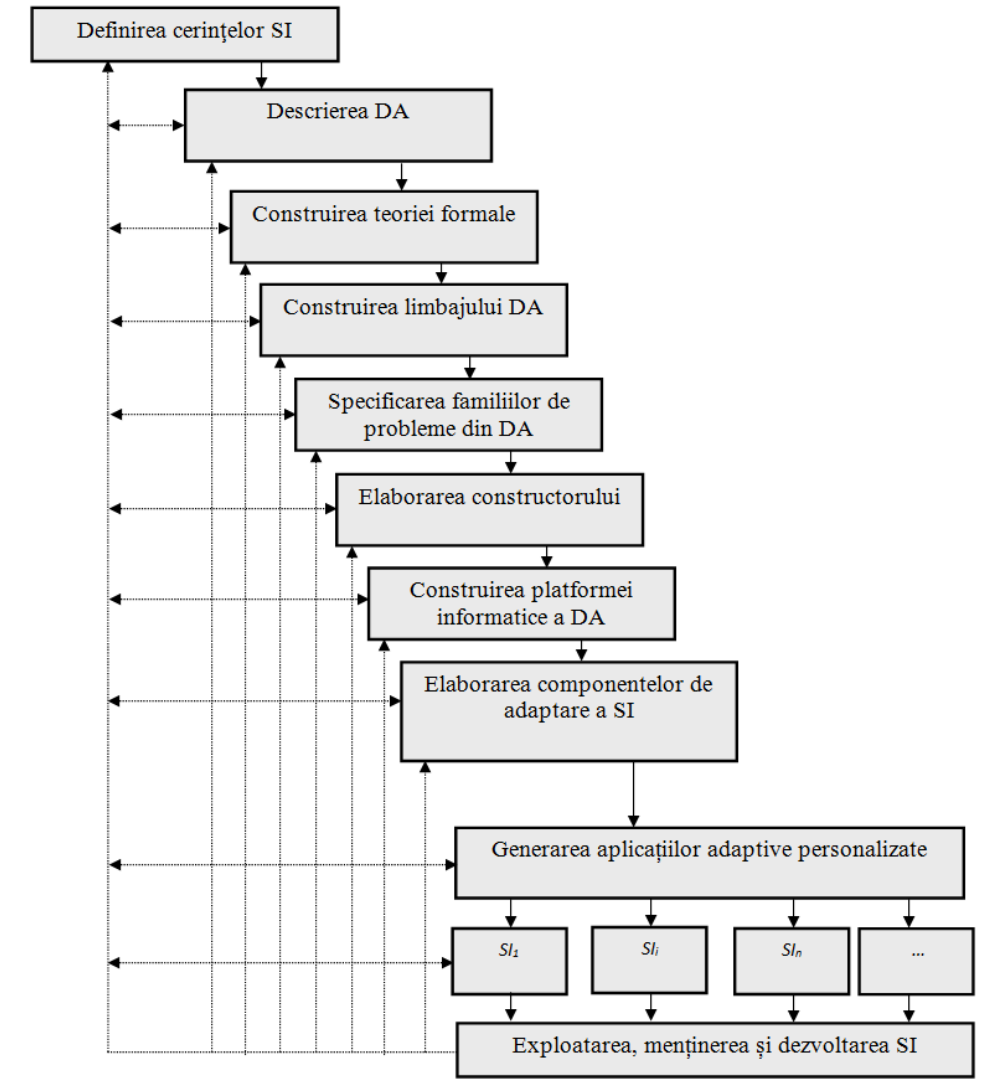 Definirea cerințelor SI
Descrierea DA
Construirea teoriei formale
Construirea limbajului DA
Specificarea familiilor de
probleme din DA
Elaborarea constructorului
Construirea platformei
informatice a DA
Elaborarea componentelor de
adaptare a SI
Generarea aplicațiilor adaptive personalizate
SI₁
SIᵢ
SIₙ
...
Exploatarea, menținerea și dezvoltarea SI